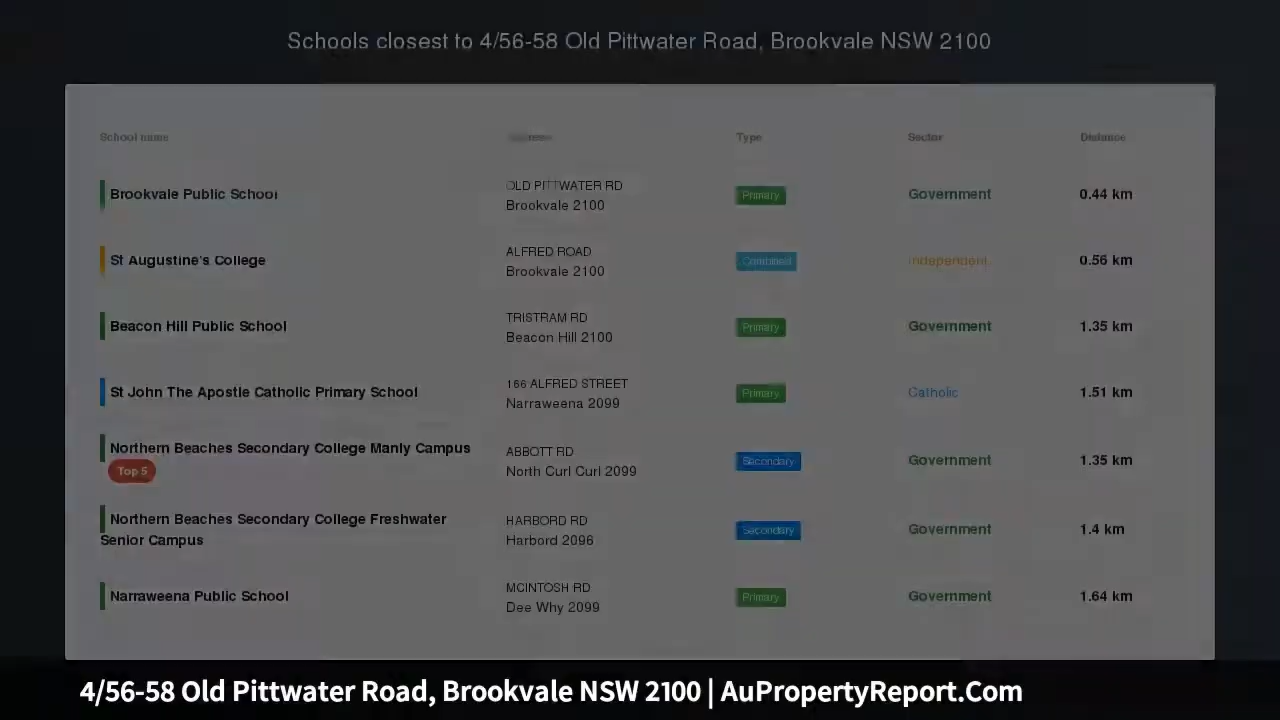 Schools closest to 4/56-58 Old Pittwater Road, Brookvale NSW 2100
School name Type Sector Distance
Brookvale Public School OLD PITTWATER RD Primary Government 0.44 km
Brookvale 2100
St Augustine's College ALFRED ROAD Combined Independent 0.56 km
Brookvale 2100
Beacon Hill Public School TRISTRAM RD Primary Government 1.35 km
Beacon Hill 2100
St John The Apostle Catholic Primary School 166 ALFRED STREET Primary Catholic 1.51 km
Narraweena 2099
Northern Beaches Secondary College Manly Campus ABBOTT RD Secondary Government 1.35 km
Top 5 North Curl Curl 2099
Northern Beaches Secondary College Freshwater HARBORD RD Secondary Government 1.4 km
Senior Campus Harbord 2096
Narraweena Public School MCINTOSH RD Primary Government 1.64 km
Dee Why 2099
4/56-58 Old Pittwater Road, Brookvale NSW 2100 | AuPropertyReport.Com